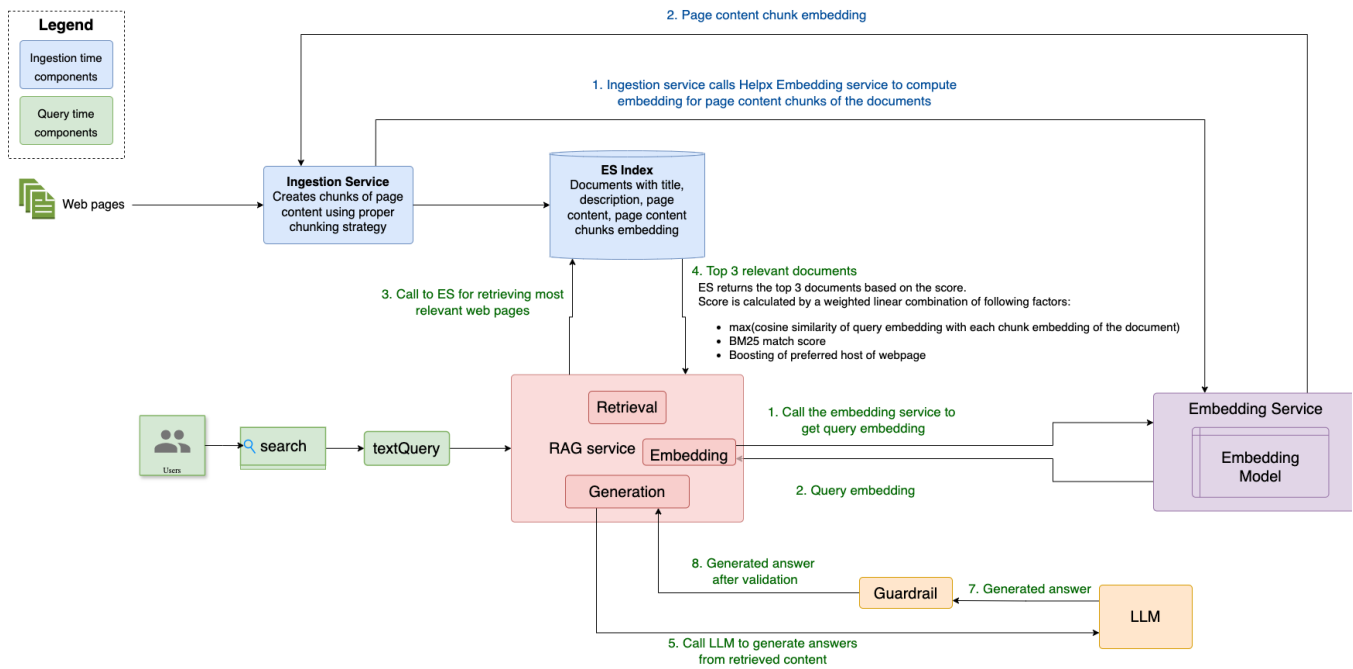 Legend
Ingestion time
components
Query time
components
2. Page content chunk embedding
1. Ingestion service calls Helpx Embedding service to compute
embedding for page content chunks of the documents
Web pages
Ingestion Service
Creates chunks of page
content using proper
chunking strategy
ES Index
Documents with title,
description, page
content, page content
chunks embedding
3. Call to ES for retrieving most
relevant web pages
4. Top 3 relevant documents
ES returns the top 3 documents based on the score.
Score is calculated by a weighted linear combination of following factors:
• max(cosine similarity of query embedding with each chunk embedding of the document)
• BM25 match score
• Boosting of preferred host of webpage
Users
search
textQuery
Retrieval
RAG service
Embedding
Generation
1. Call the embedding service to
get query embedding
2. Query embedding
Embedding Service
Embedding
Model
8. Generated answer
after validation
Guardrail
7. Generated answer
LLM
5. Call LLM to generate answers
from retrieved content